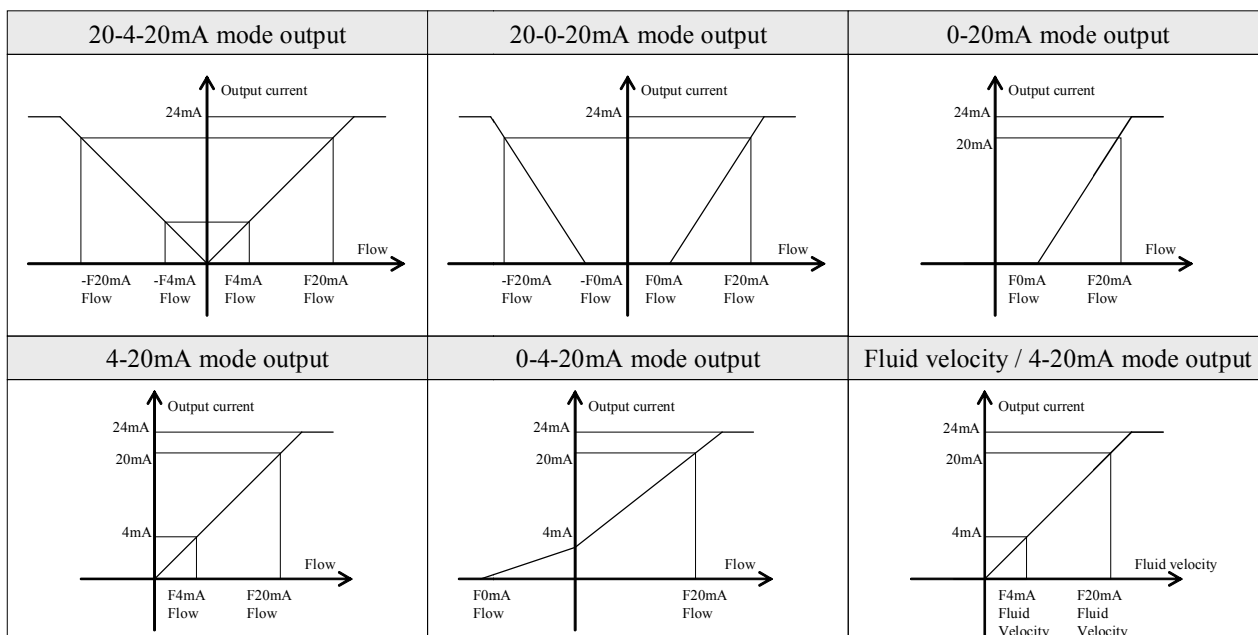 20-4-20mA mode output
20-0-20mA mode output
0-20mA mode output
Output current
24mA
Flow
-F20mA Flow
-F4mA Flow
F4mA Flow
F20mA Flow
Output current
24mA
Flow
-F20mA Flow
-F0mA Flow
F0mA Flow
F20mA Flow
Output current
24mA
20mA
Flow
F0mA Flow
F20mA Flow
4-20mA mode output
0-4-20mA mode output
Fluid velocity / 4-20mA mode output
Output current
24mA
20mA
4mA
Flow
F4mA Flow
F20mA Flow
Output current
24mA
20mA
4mA
Flow
F0mA Flow
F20mA Flow
Output current
24mA
20mA
4mA
Fluid velocity
F4mA Fluid Velocity
F20mA Fluid Velocity